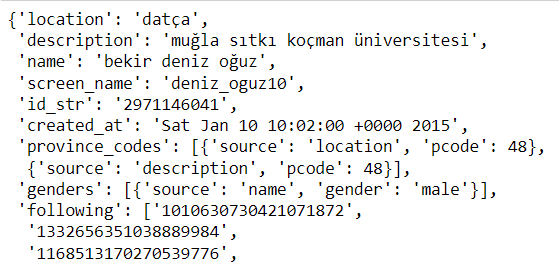 {'location': 'datça',
'description': 'muğla sıtkı koçman üniversitesi',
'name': 'bekir deniz oğuz',
'screen_name': 'deniz_oguz10',
'id_str': '2971146041',
'created_at': 'Sat Jan 10 10:02:00 +0000 2015',
'province_codes': [{'source': 'location', 'pcode': 48},
{'source': 'description', 'pcode': 48}],
'genders': [{'source': 'name', 'gender': 'male'}],
'following': ['1010630730421071872',
'1332656351038889984',
'1168513170270539776',